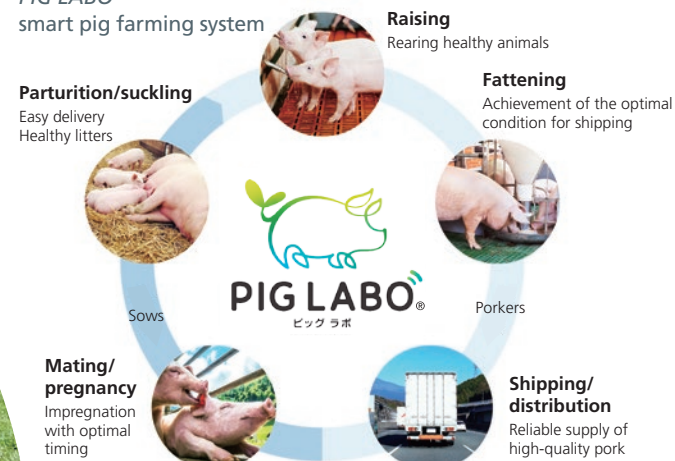 PIG LABO
smart pig farming system
Raising
Rearing healthy animals
Fattening
Achievement of the optimal
condition for shipping
Parturition/suckling
Easy delivery
Healthy litters
PIG LABO®
ピッグ ラボ
Sows
Porkers
Mating/
pregnancy
Impregnation
with optimal
timing
Shipping/
distribution
Reliable supply of
high-quality pork